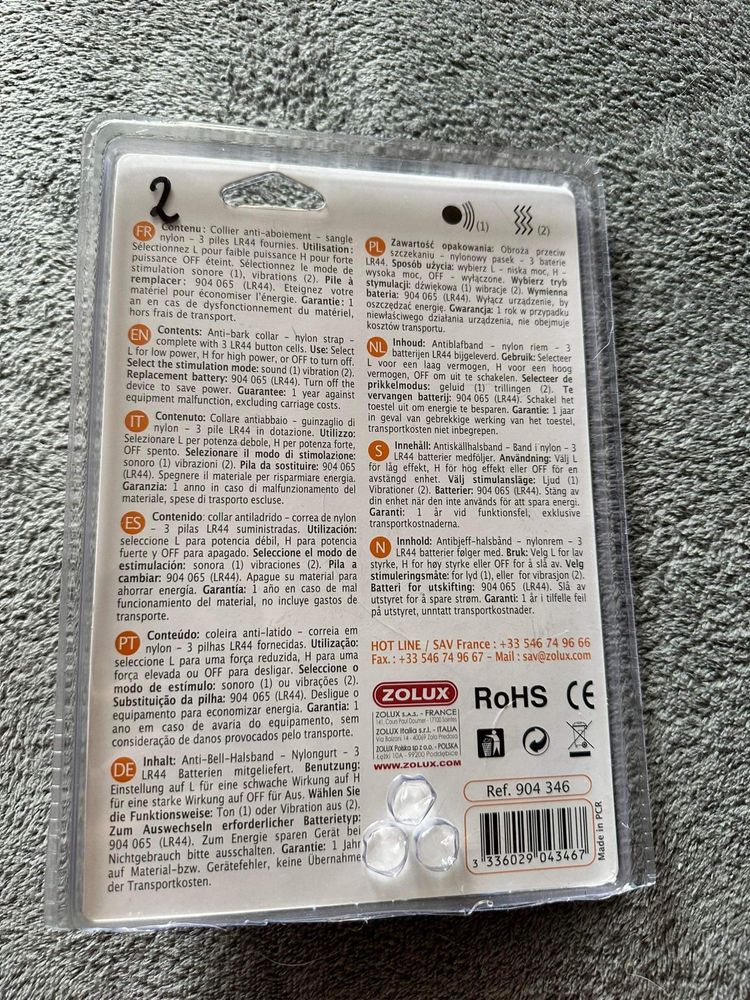 2
(1)
(2)
FR Contenu : Collier anti-aboiement - sangle
nylon - 3 piles LR44 fournies. Utilisation :
Sélectionnez L pour faible puissance H pour forte
puissance OFF éteint. Sélectionnez le mode de
stimulation sonore (1), vibrations (2). Pile à
remplacer : 904 065 (LR44). Eteignez votre
matériel pour économiser l'énergie. Garantie : 1
an en cas de dysfonctionnement du matériel,
hors frais de transport.
EN Contents: Anti-bark collar - nylon strap -
complete with 3 LR44 button cells. Use: Select
L for low power, H for high power, or OFF to turn off.
Select the stimulation mode: sound (1) vibration (2).
Replacement battery: 904 065 (LR44). Turn off the
device to save power. Guarantee: 1 year against
equipment malfunction, excluding carriage costs.
IT Contenuto: Collare antiabbaio - guinzaglio di
nylon - 3 pile LR44 in dotazione. Utilizzo:
Selezionare L per potenza debole, H per potenza forte,
OFF spento. Selezionare il modo di stimolazione:
sonoro (1) vibrazioni (2). Pila da sostituire: 904 065
(LR44). Spegnere il materiale per risparmiare energia.
Garanzia: 1 anno in caso di malfunzionamento del
materiale, spese di trasporto escluse.
ES Contenido: collar antiladrido - correa de nylon
- 3 pilas LR44 suministradas. Utilización:
seleccione L para potencia débil, H para potencia
fuerte y OFF para apagado. Seleccione el modo de
estimulación: sonora (1) vibraciones (2). Pila a
cambiar: 904 065 (LR44). Apague su material para
ahorrar energía. Garantía: 1 año en caso de mal
funcionamiento del material, no incluye gastos de
transporte.
PT Conteúdo: coleira anti-latido - correia em
nylon - 3 pilhas LR44 fornecidas. Utilização:
seleccione L para uma força reduzida, H para uma
força elevada ou OFF para desligar. Seleccione o
modo de estímulo: sonoro (1) ou vibrações (2).
Substituição da pilha: 904 065 (LR44). Desligue o
equipamento para economizar energia. Garantia: 1
ano em caso de avaria do equipamento, sem
consideração de danos provocados pelo transporte.
DE Inhalt: Anti-Bell-Halsband - Nylongurt - 3
LR44 Batterien mitgeliefert. Benutzung:
Einstellung auf L für eine schwache Wirkung auf H
für eine starke Wirkung auf OFF für Aus. Wählen Sie
die Funktionsweise: Ton (1) oder Vibration aus (2).
Zum Auswechseln erforderlicher Batterietyp:
904 065 (LR44). Zum Energie sparen Gerät bei
Nichtgebrauch bitte ausschalten. Garantie: 1 Jahr
auf Material-bzw. Gerätefehler, keine Übernahme
der Transportkosten.
PL Zawartość opakowania: Obroża przeciw
szczekaniu - nylonowy pasek - 3 baterie
LR44. Sposób użycia: wybierz L - niska moc, H -
wysoka moc, OFF - wyłączone. Wybierz tryb
stymulacji: dźwiękowa (1) wibracje (2). Wymienna
bateria: 904 065 (LR44). Wyłącz urządzenie, by
oszczędzać energię. Gwarancja: 1 rok w przypadku
niewłaściwego działania urządzenia, nie obejmuje
kosztów transportu.
NL Inhoud: Antiblafband - nylon riem - 3
batterijen LR44 bijgeleverd. Gebruik: Selecteer
L voor een laag vermogen, H voor een hoog
vermogen, OFF om uit te schakelen. Selecteer de
prikkelmodus: geluid (1) trillingen (2). Te
vervangen batterij: 904 065 (LR44). Schakel het
toestel uit om energie te besparen. Garantie: 1 jaar
in geval van gebrekkige werking van het toestel,
transportkosten niet inbegrepen.
S Innehåll: Antiskällhalsband - Band i nylon - 3
LR44 batterier medföljer. Användning: Välj L
för låg effekt, H för hög effekt eller OFF för en
avstängd enhet. Välj stimulansläge: Ljud (1)
Vibrationer (2). Batterier: 904 065 (LR44). Stäng av
din enhet när den inte används för att spara energi.
Garanti: 1 år vid funktionsfel, exklusive
transportkostnaderna.
N Innhold: Antibjeff-halsbånd - nylonrem - 3
LR44 batterier følger med. Bruk: Velg L for lav
styrke, H for høy styrke eller OFF for å slå av. Velg
stimuleringsmåte: for lyd (1), eller for vibrasjon (2).
Batteri for utskifting: 904 065 (LR44). Slå av
utstyret for å spare strøm. Garanti: 1 år i tilfelle feil
på utstyret, unntatt transportkostnader.
HOT LINE / SAV France : +33 546 74 96 66
Fax. : +33 546 74 96 67 - Mail : sav@zolux.com
ZOLUX
RoHS CE
ZOLUX S.A.S. - FRANCE
141, Cours Paul Doumer - 17100 Saintes
ZOLUX Italia s.r.l. - ITALIA
Via Balzani 14 - 40069 Zola Predosa
ZOLUX Polska sp z o.o. - POLSKA
Łężki 10A - 99200 Poddębice
WWW.ZOLUX.COM
Ref. 904 346
3 336029 043467
Made in PCR